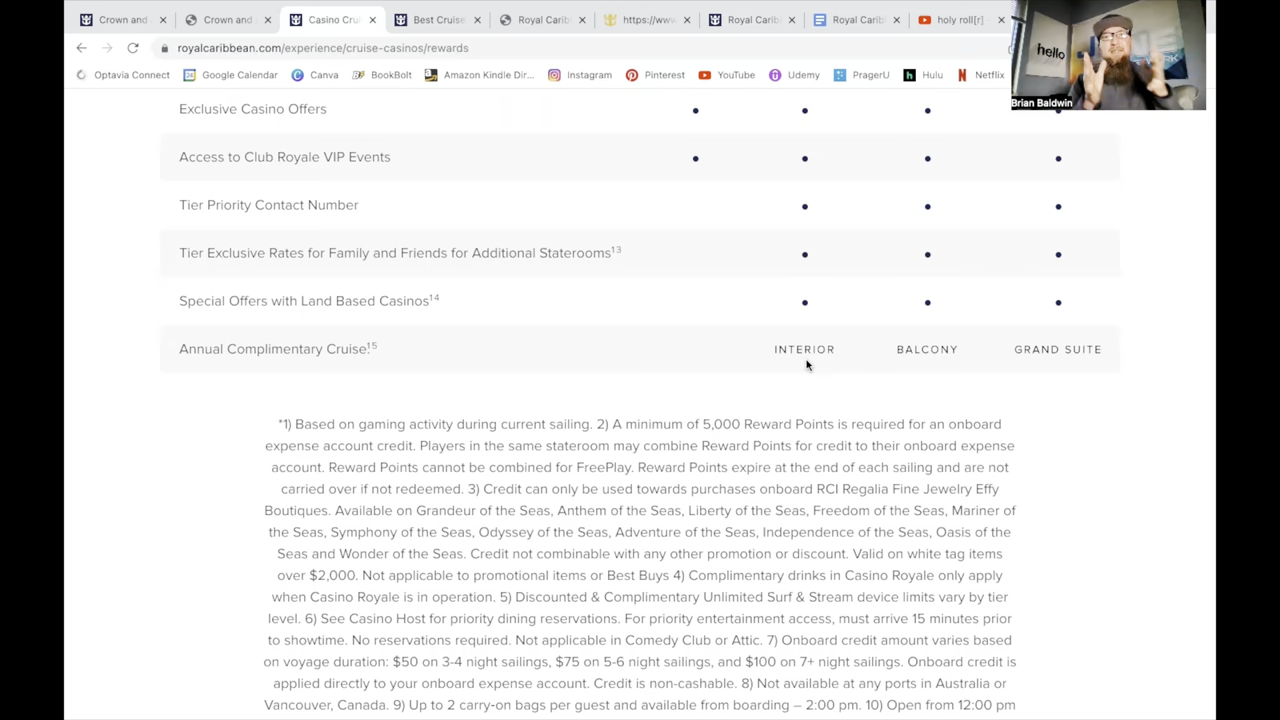 Crown and
Crown and
Casino Crui
Best Cruise
Royal Carib
https://www.
Royal Carib
Royal Carib
holy roll[r]
royalcaribbean.com/experience/cruise-casinos/rewards
Optavia Connect
Google Calendar
Canva
BookBolt
Amazon Kindle Dir...
Instagram
Pinterest
YouTube
Udemy
PragerU
Hulu
Netflix
hello
Brian Baldwin
Exclusive Casino Offers
Access to Club Royale VIP Events
Tier Priority Contact Number
Tier Exclusive Rates for Family and Friends for Additional Staterooms13
Special Offers with Land Based Casinos14
Annual Complimentary Cruise.15 INTERIOR BALCONY GRAND SUITE
*1) Based on gaming activity during current sailing. 2) A minimum of 5,000 Reward Points is required for an onboard
expense account credit. Players in the same stateroom may combine Reward Points for credit to their onboard expense
account. Reward Points cannot be combined for FreePlay. Reward Points expire at the end of each sailing and are not
carried over if not redeemed. 3) Credit can only be used towards purchases onboard RCI Regalia Fine Jewelry Effy
Boutiques. Available on Grandeur of the Seas, Anthem of the Seas, Liberty of the Seas, Freedom of the Seas, Mariner of
the Seas, Symphony of the Seas, Odyssey of the Seas, Adventure of the Seas, Independence of the Seas, Oasis of the
Seas and Wonder of the Seas. Credit not combinable with any other promotion or discount. Valid on white tag items
over $2,000. Not applicable to promotional items or Best Buys 4) Complimentary drinks in Casino Royale only apply
when Casino Royale is in operation. 5) Discounted & Complimentary Unlimited Surf & Stream device limits vary by tier
level. 6) See Casino Host for priority dining reservations. For priority entertainment access, must arrive 15 minutes prior
to showtime. No reservations required. Not applicable in Comedy Club or Attic. 7) Onboard credit amount varies based
on voyage duration: $50 on 3-4 night sailings, $75 on 5-6 night sailings, and $100 on 7+ night sailings. Onboard credit is
applied directly to your onboard expense account. Credit is non-cashable. 8) Not available at any ports in Australia or
Vancouver, Canada. 9) Up to 2 carry-on bags per guest and available from boarding – 2:00 pm. 10) Open from 12:00 pm